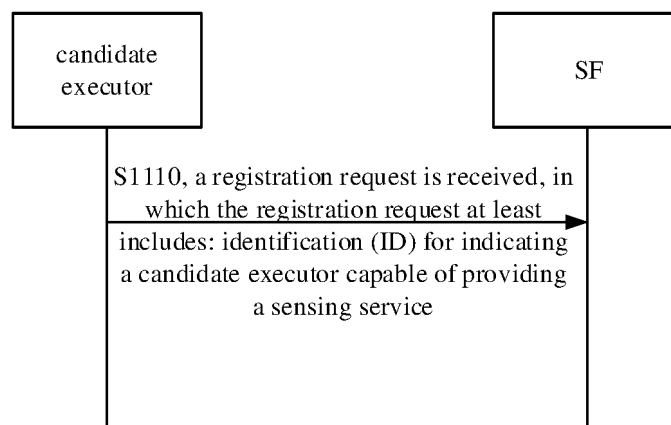 candidate
executor
SF
S1110, a registration request is received, in
which the registration request at least
includes: identification (ID) for indicating
a candidate executor capable of providing
a sensing service